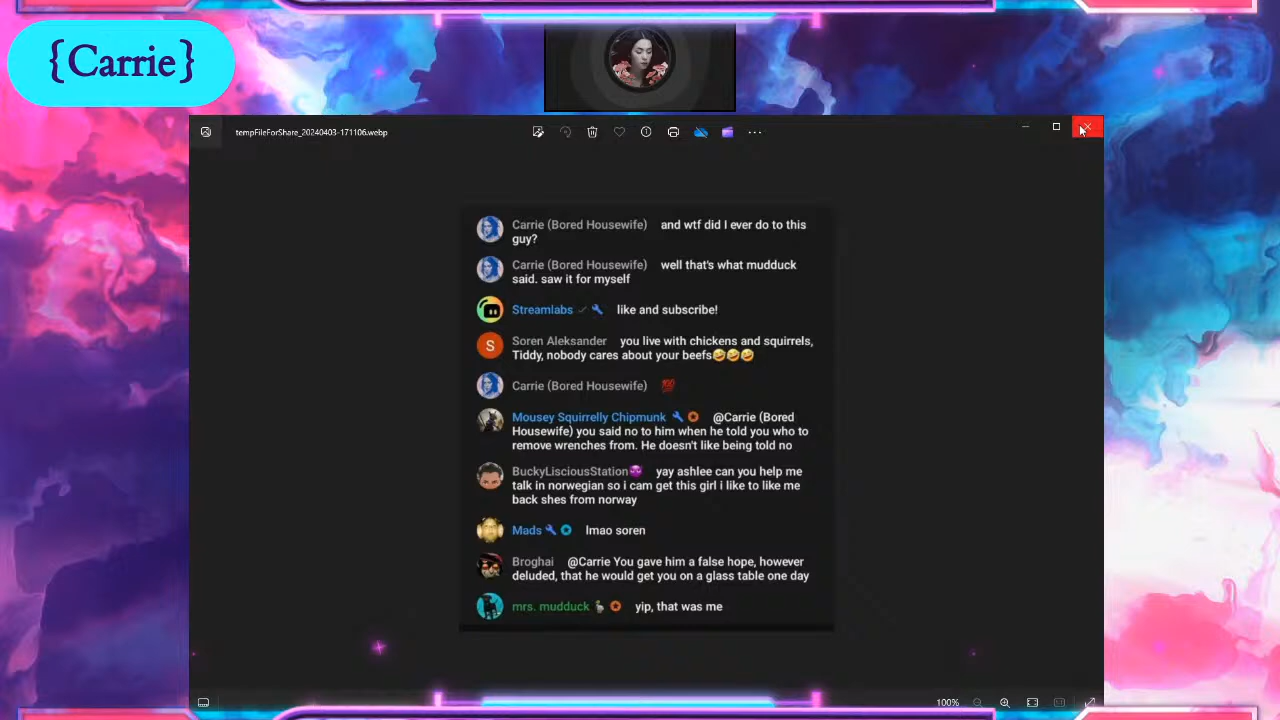 {Carrie}
tempFileForShare_20240403-171106.webp
Carrie (Bored Housewife) and wtf did I ever do to this
guy?
Carrie (Bored Housewife) well that's what mudduck
said. saw it for myself
Streamlabs like and subscribe!
S
Soren Aleksander you live with chickens and squirrels,
Tiddy, nobody cares about your beefs🤣🤣🤣
Carrie (Bored Housewife) 💯
Mousey Squirrelly Chipmunk @Carrie (Bored
Housewife) you said no to him when he told you who to
remove wrenches from. He doesn't like being told no
BuckyLisciousStation😈 yay ashlee can you help me
talk in norwegian so i cam get this girl i like to like me
back shes from norway
Mads lmao soren
Broghai @Carrie You gave him a false hope, however
deluded, that he would get you on a glass table one day
mrs. mudduck 🦆 yip, that was me
100%